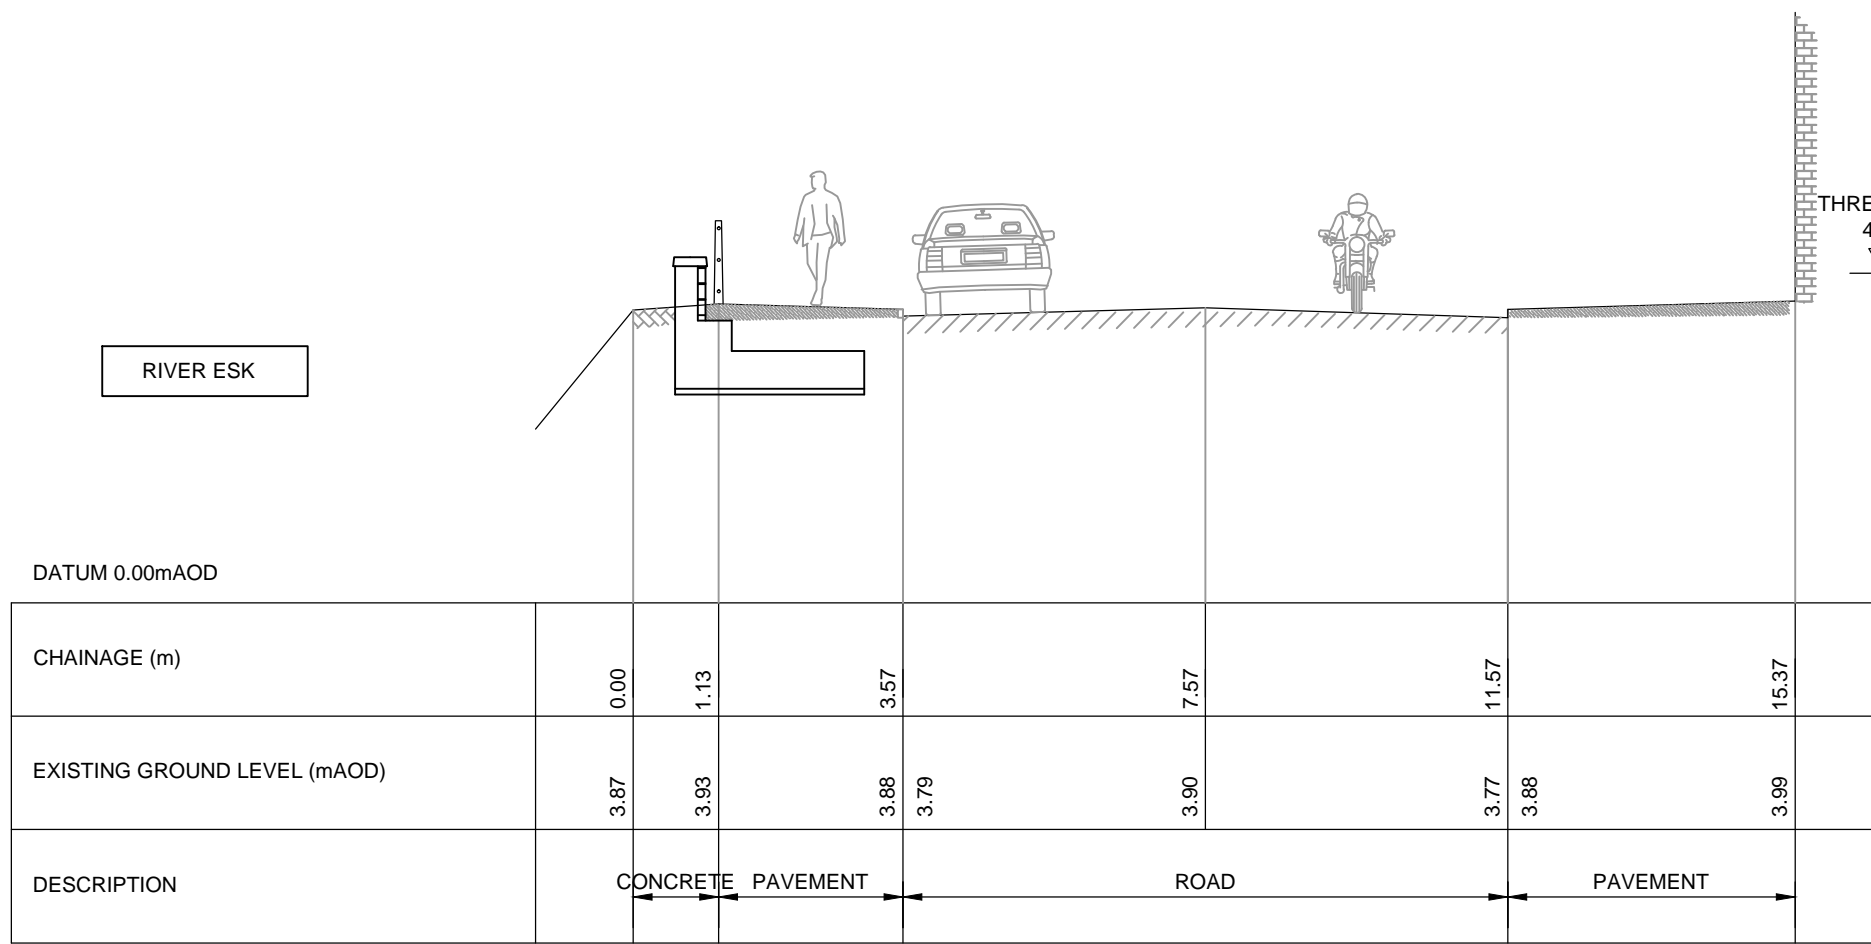 THRE
4
RIVER ESK
DATUM 0.00mAOD
CHAINAGE (m) 0.00 1.13 3.57 7.57 11.57 15.37
EXISTING GROUND LEVEL (mAOD) 3.87 3.93 3.88 3.79 3.90 3.77 3.88 3.99
DESCRIPTION CONCRETE PAVEMENT ROAD PAVEMENT